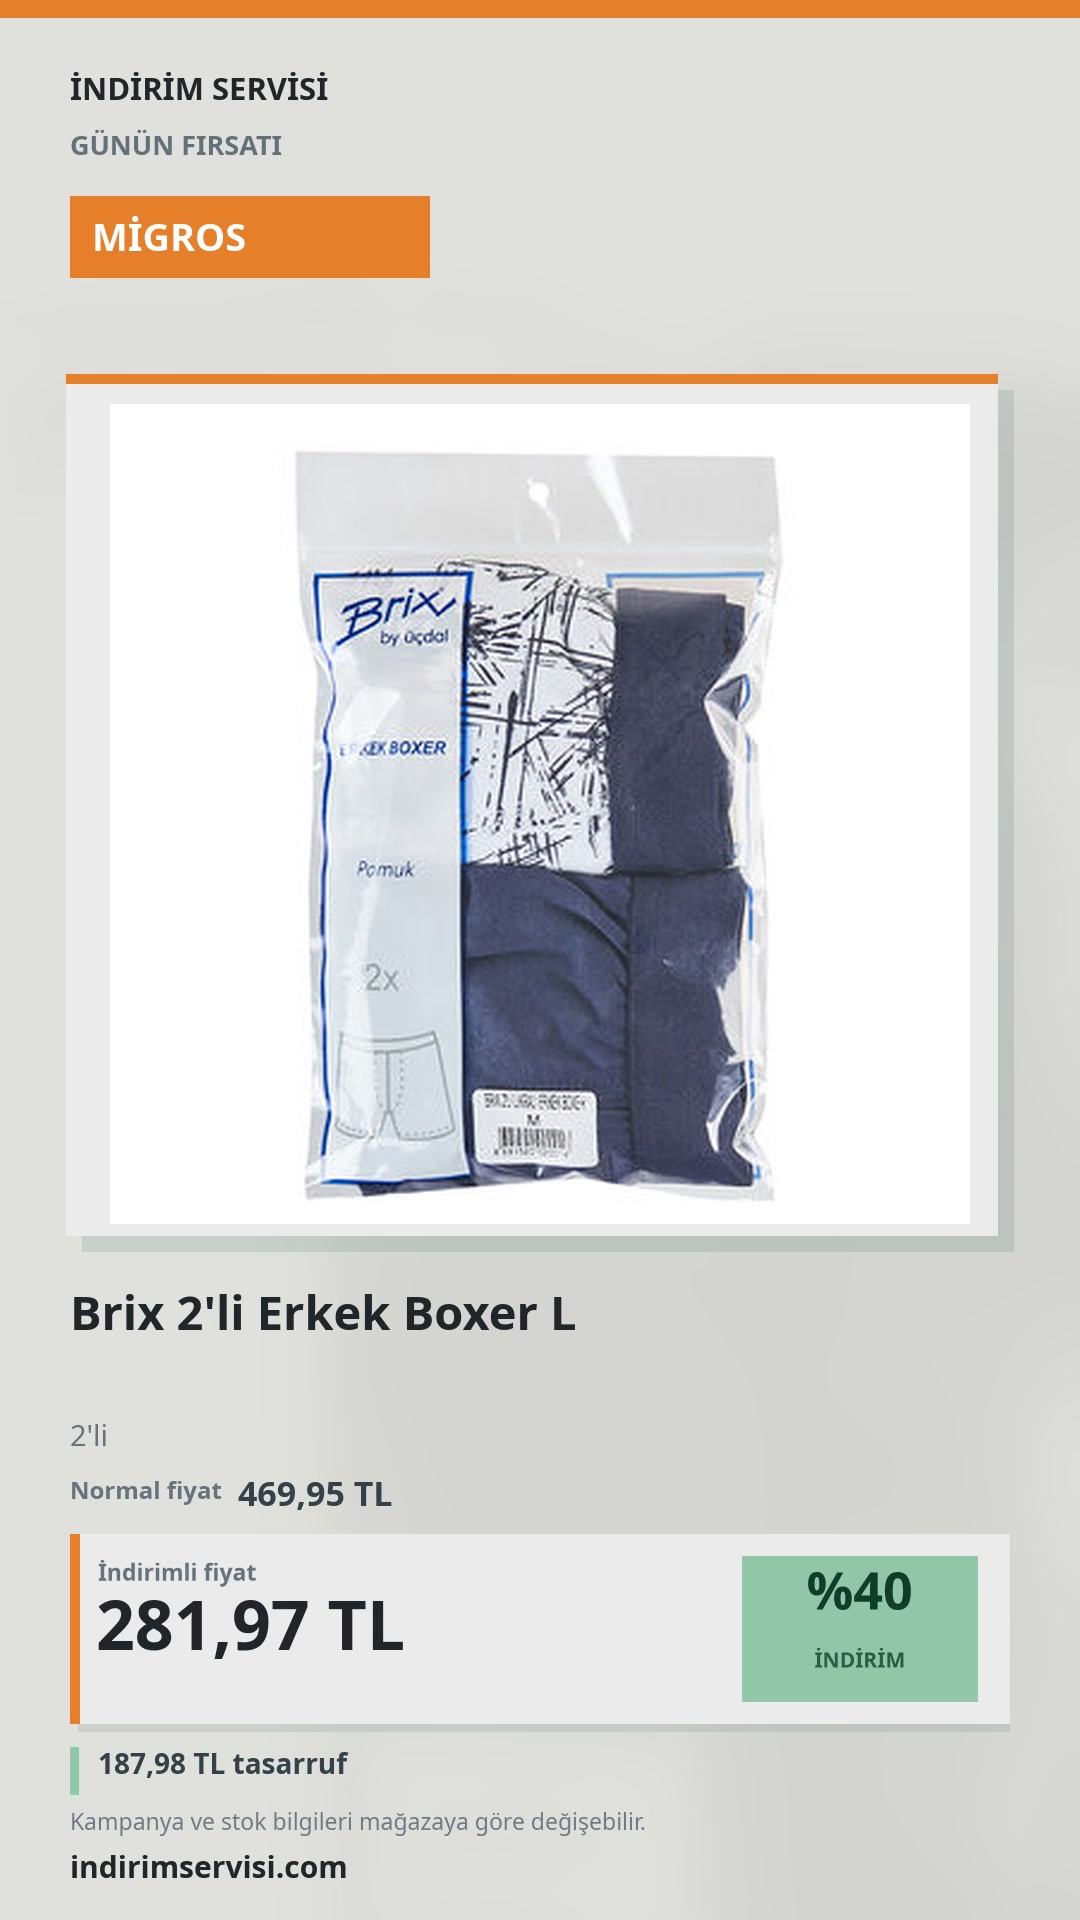 İNDİRİM SERVİSİ
GÜNÜN FIRSATI
MİGROS
Brix
by üçdal
ERKEK BOXER
Pamuk
2x
M
Brix 2'li Erkek Boxer L
2'li
Normal fiyat 469,95 TL
İndirimli fiyat
281,97 TL
%40
İNDİRİM
187,98 TL tasarruf
Kampanya ve stok bilgileri mağazaya göre değişebilir.
indirimservisi.com